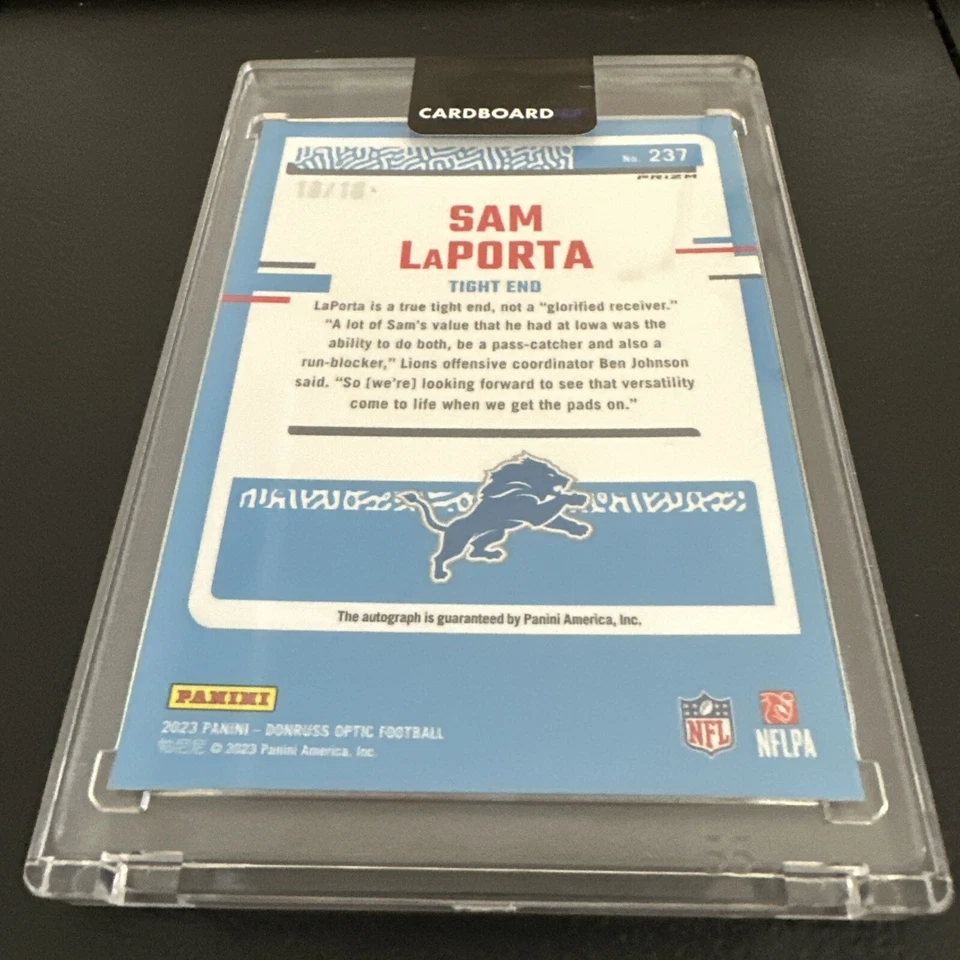 CARDBOARD
No. 237
PRIZM
SAM
LaPORTA
TIGHT END
LaPorta is a true tight end, not a "glorified receiver."
"A lot of Sam's value that he had at Iowa was the
ability to do both, be a pass-catcher and also a
run-blocker," Lions offensive coordinator Ben Johnson
said. "So [we're] looking forward to see that versatility
come to life when we get the pads on."
The autograph is guaranteed by Panini America, Inc.
PANINI
2023 PANINI – DONRUSS OPTIC FOOTBALL
© 2023 Panini America, Inc.
NFL
NFLPA